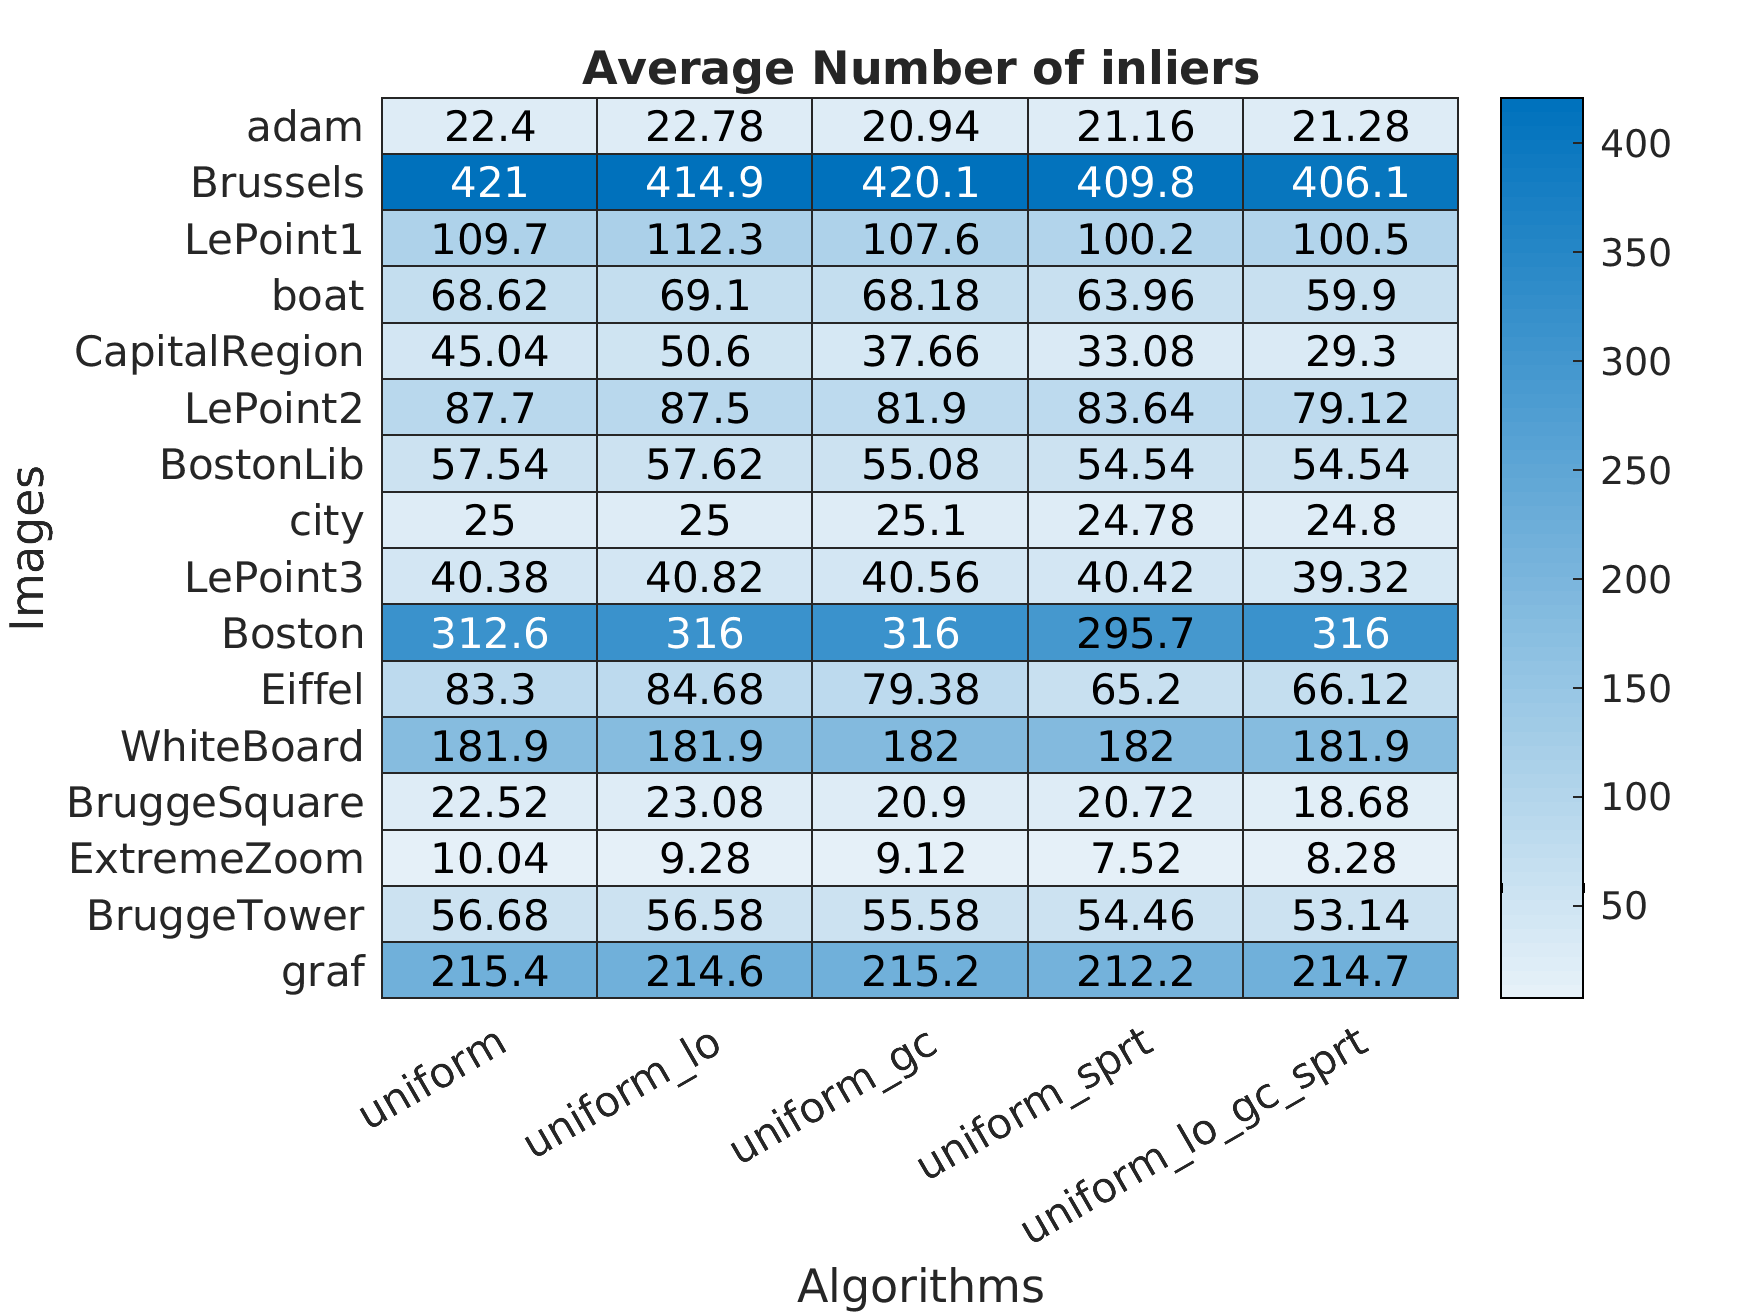 Average Number of inliers
adam 22.4 22.78 20.94 21.16 21.28
Brussels 421 414.9 420.1 409.8 406.1
LePoint1 109.7 112.3 107.6 100.2 100.5
boat 68.62 69.1 68.18 63.96 59.9
CapitalRegion 45.04 50.6 37.66 33.08 29.3
LePoint2 87.7 87.5 81.9 83.64 79.12
BostonLib 57.54 57.62 55.08 54.54 54.54
city 25 25 25.1 24.78 24.8
LePoint3 40.38 40.82 40.56 40.42 39.32
Boston 312.6 316 316 295.7 316
Eiffel 83.3 84.68 79.38 65.2 66.12
WhiteBoard 181.9 181.9 182 182 181.9
BruggeSquare 22.52 23.08 20.9 20.72 18.68
ExtremeZoom 10.04 9.28 9.12 7.52 8.28
BruggeTower 56.68 56.58 55.58 54.46 53.14
graf 215.4 214.6 215.2 212.2 214.7
uniform uniform_lo uniform_gc uniform_sprt uniform_lo_gc_sprt
Algorithms
Images
400
350
300
250
200
150
100
50